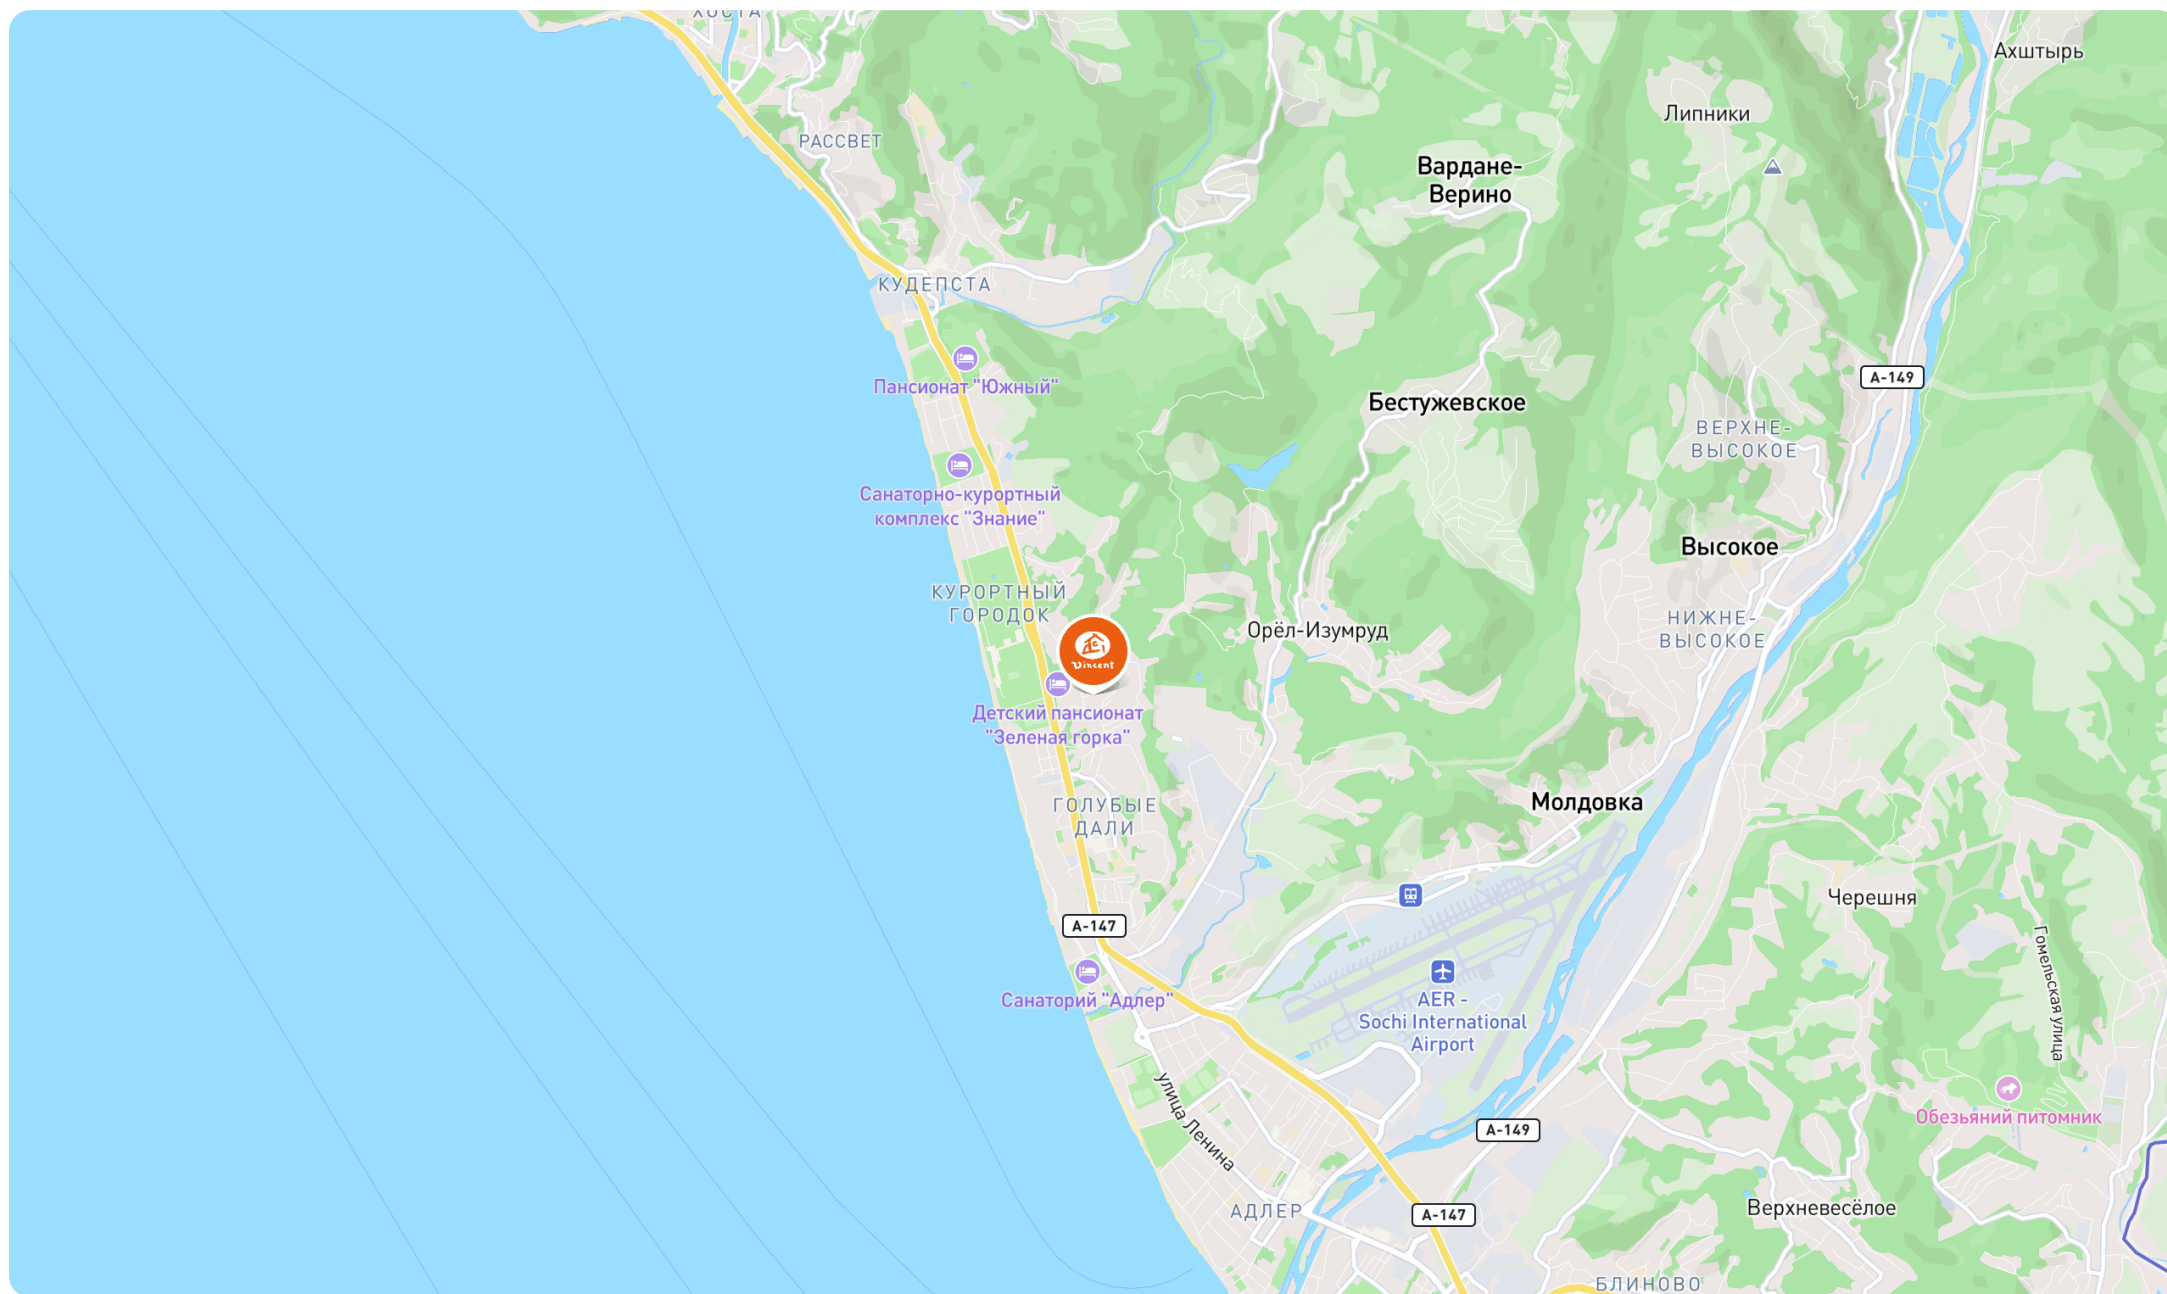 ХОСТА
Ахштырь
Липники
РАССВЕТ
Вардане-
Верино
КУДЕПСТА
Пансионат "Южный"
А-149
Бестужевское
ВЕРХНЕ-
ВЫСОКОЕ
Санаторно-курортный
комплекс "Знание"
Высокое
КУРОРТНЫЙ
ГОРОДОК
НИЖНЕ-
ВЫСОКОЕ
Орёл-Изумруд
Vincent
Детский пансионат
"Зеленая горка"
ГОЛУБЫЕ
ДАЛИ
Молдовка
Черешня
А-147
Гомельская улица
Санаторий "Адлер"
AER -
Sochi International
Airport
улица Ленина
Обезьяний питомник
А-149
АДЛЕР
А-147
Верхневесёлое
БЛИНОВО